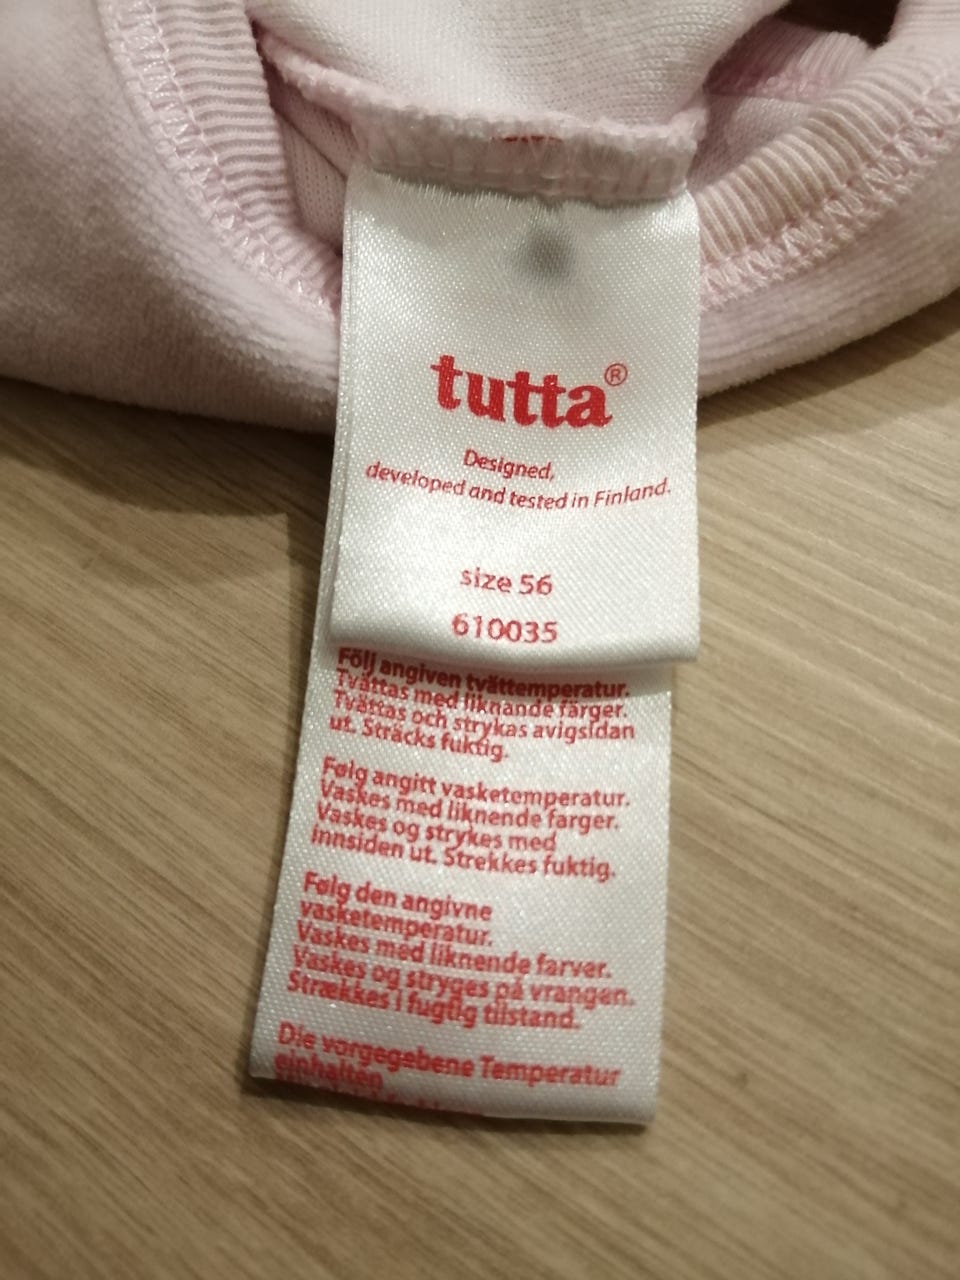 tutta®
Designed,
developed and tested in Finland.
size 56
610035
Följ angiven tvättemperatur.
Tvättas med liknande färger.
Tvättas och strykas avigsidan
ut. Sträcks fuktig.
Følg angitt vasketemperatur.
Vaskes med liknende farger.
Vaskes og strykes med
innsiden ut. Strekkes fuktig.
Følg den angivne
vasketemperatur.
Vaskes med liknende farver.
Vaskes og stryges på vrangen.
Strækkes i fugtig tilstand.
Die vorgegebene Temperatur
einhalten